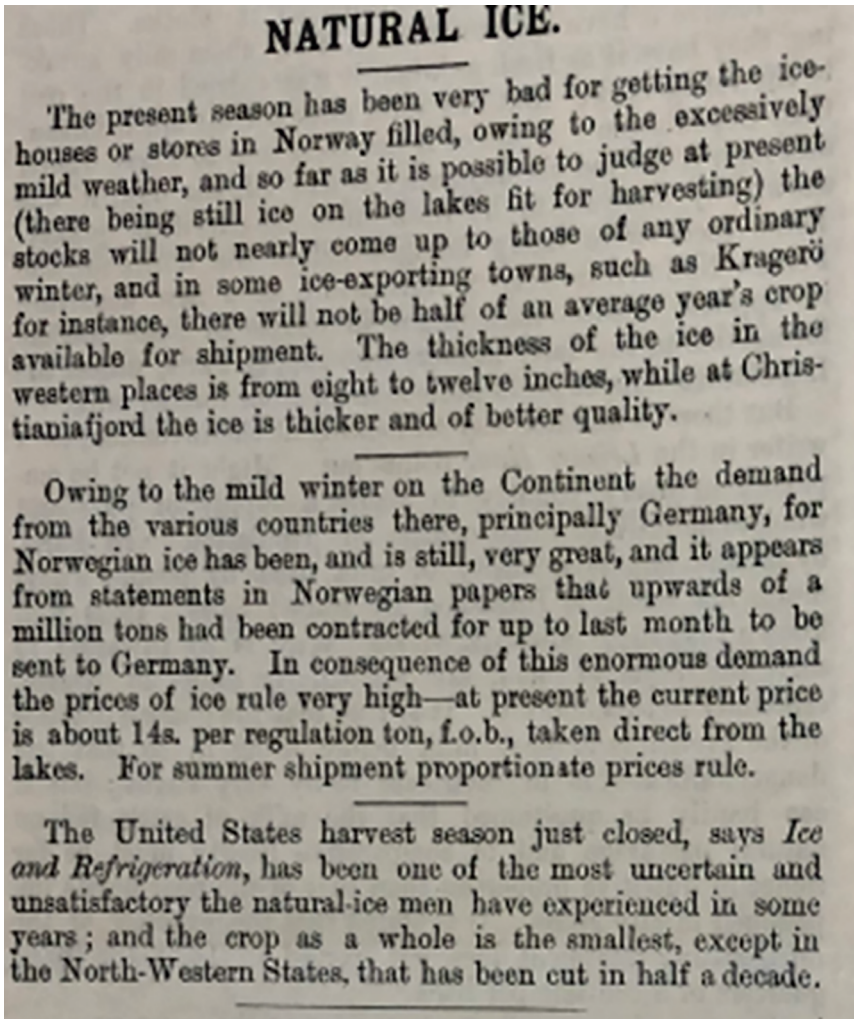 NATURAL ICE.
The present season has been very bad for getting the ice-
houses or stores in Norway filled, owing to the excessively
mild weather, and so far as it is possible to judge at present
(there being still ice on the lakes fit for harvesting) the
stocks will not nearly come up to those of any ordinary
winter, and in some ice-exporting towns, such as Kragerö
for instance, there will not be half of an average year's crop
available for shipment. The thickness of the ice in the
western places is from eight to twelve inches, while at Chris-
tianiafjord the ice is thicker and of better quality.
Owing to the mild winter on the Continent the demand
from the various countries there, principally Germany, for
Norwegian ice has been, and is still, very great, and it appears
from statements in Norwegian papers that upwards of a
million tons had been contracted for up to last month to be
sent to Germany. In consequence of this enormous demand
the prices of ice rule very high—at present the current price
is about 14s. per regulation ton, f.o.b., taken direct from the
lakes. For summer shipment proportionate prices rule.
The United States harvest season just closed, says Ice
and Refrigeration, has been one of the most uncertain and
unsatisfactory the natural-ice men have experienced in some
years; and the crop as a whole is the smallest, except in
the North-Western States, that has been cut in half a decade.